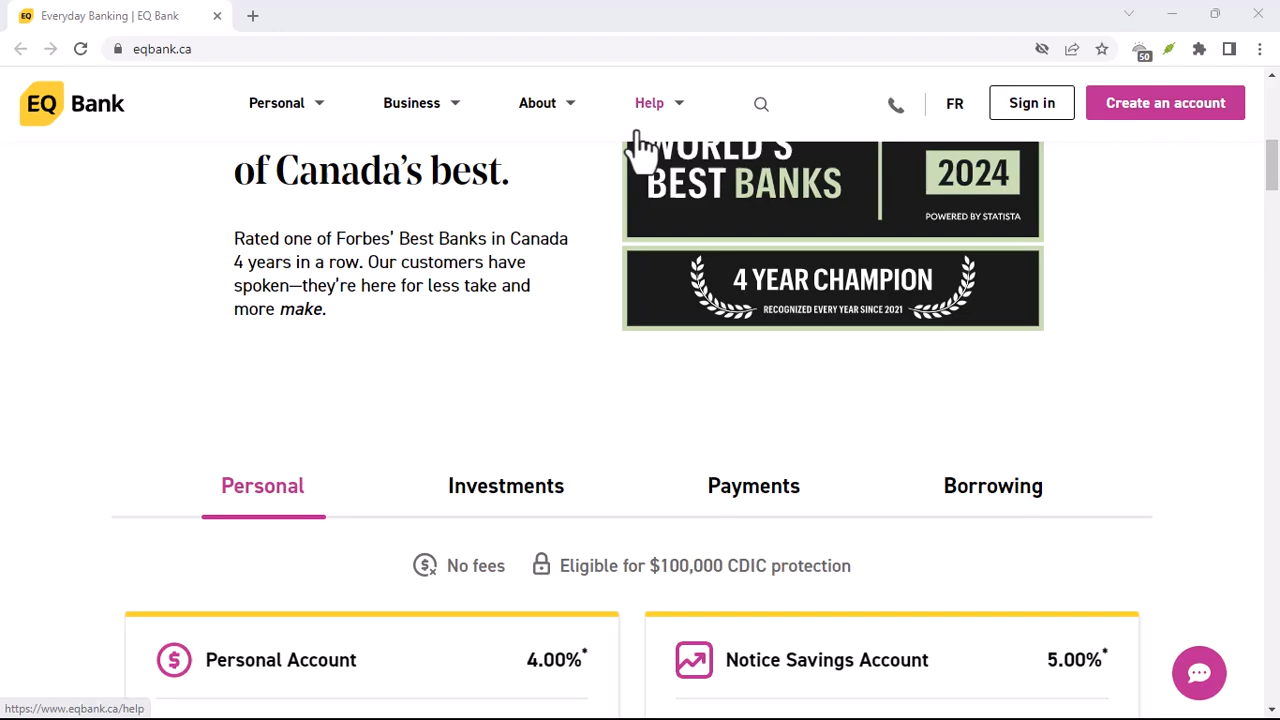 Everyday Banking | EQ Bank
eqbank.ca
50
EQ Bank
Personal
Business
About
Help
FR
Sign in
Create an account
of Canada's best.
Rated one of Forbes' Best Banks in Canada
4 years in a row. Our customers have
spoken—they're here for less take and
more make.
WORLD'S
BEST BANKS
2024
POWERED BY STATISTA
4 YEAR CHAMPION
RECOGNIZED EVERY YEAR SINCE 2021
Personal
Investments
Payments
Borrowing
No fees
Eligible for $100,000 CDIC protection
Personal Account
4.00%*
Notice Savings Account
5.00%*
https://www.eqbank.ca/help